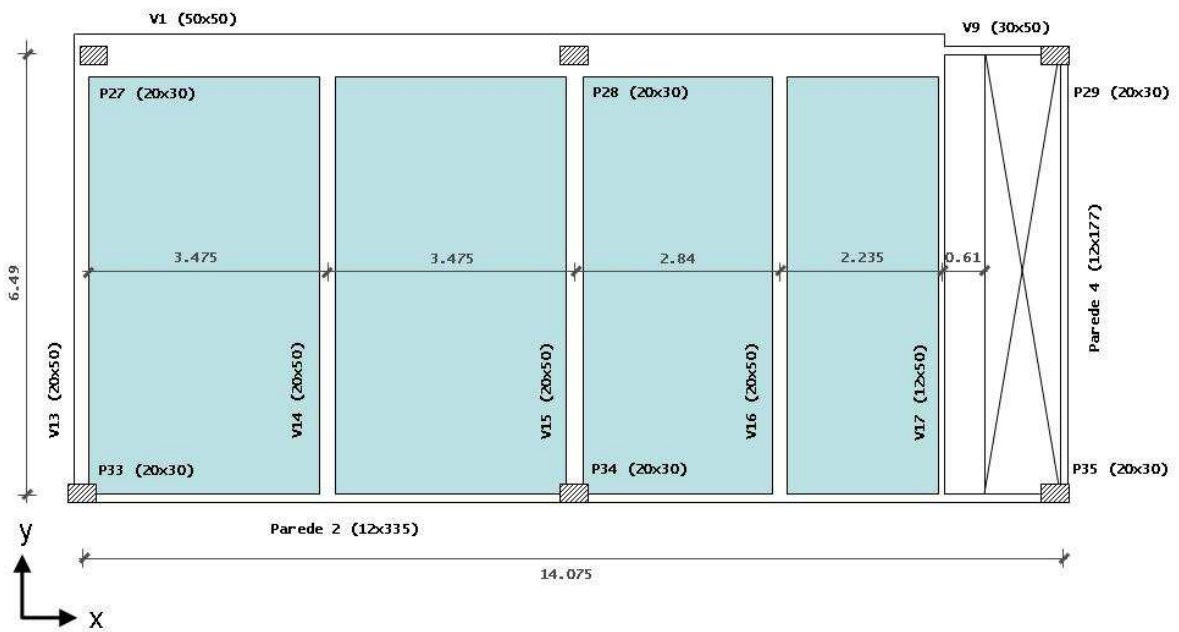 V1 (50x50)
V9 (30x50)
P27 (20x30)
P28 (20x30)
P29 (20x30)
6.49
3.475
3.475
2.84
2.235
0.61
Parede 4 (12x177)
V13 (20x50)
V14 (20x50)
V15 (20x50)
V16 (20x50)
V17 (12x50)
P33 (20x30)
P34 (20x30)
P35 (20x30)
Parede 2 (12x335)
y
14.075
x